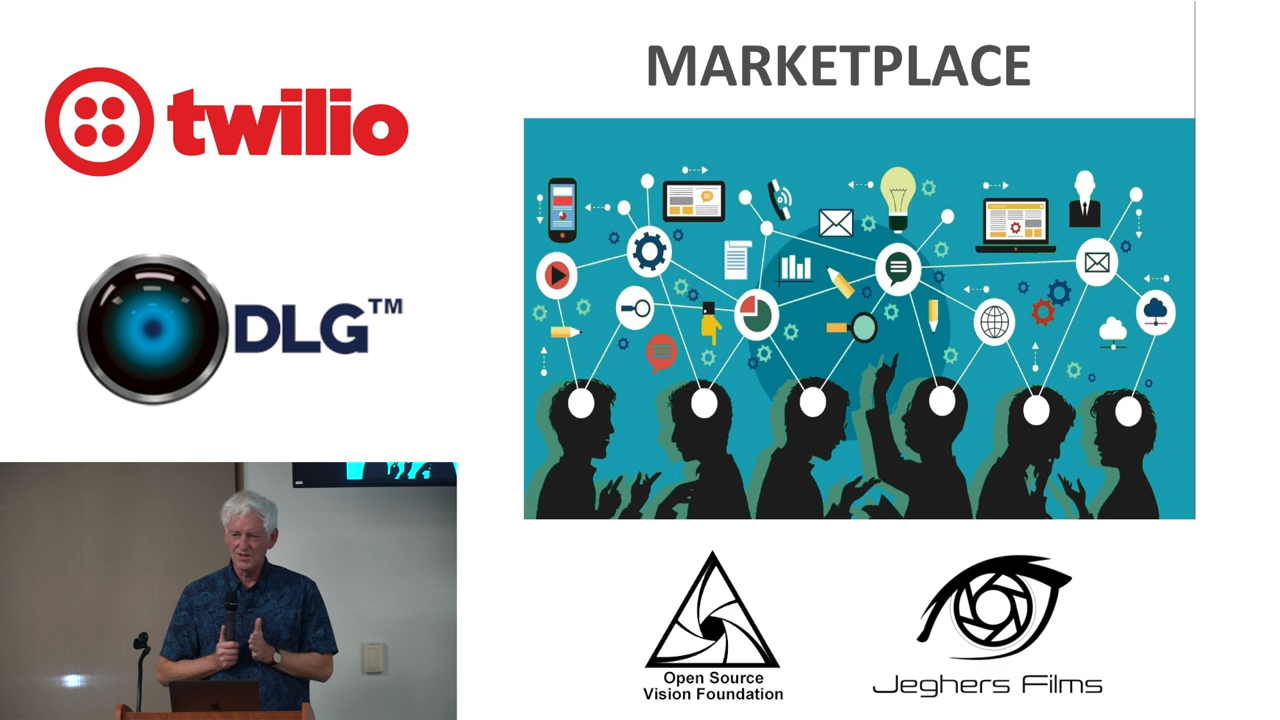 MARKETPLACE
twilio
DLG™
Open Source
Vision Foundation
Jeghers Films